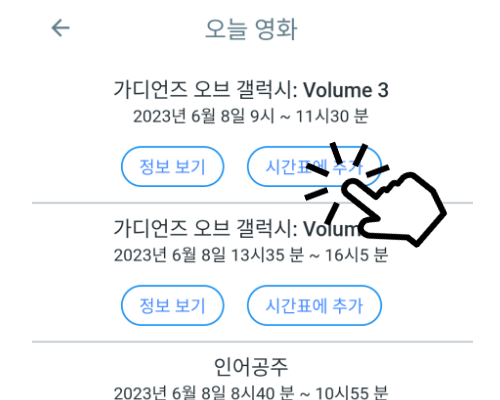 오늘 영화
가디언즈 오브 갤럭시: Volume 3
2023년 6월 8일 9시 ~ 11시30 분
정보 보기
시간표에 추가
가디언즈 오브 갤럭시:
2023년 6월 8일 13시35 분 ~ 16시5 분
정보 보기
시간표에 추가
인어공주
2023년 6월 8일 8시40 분 ~ 10시55 분